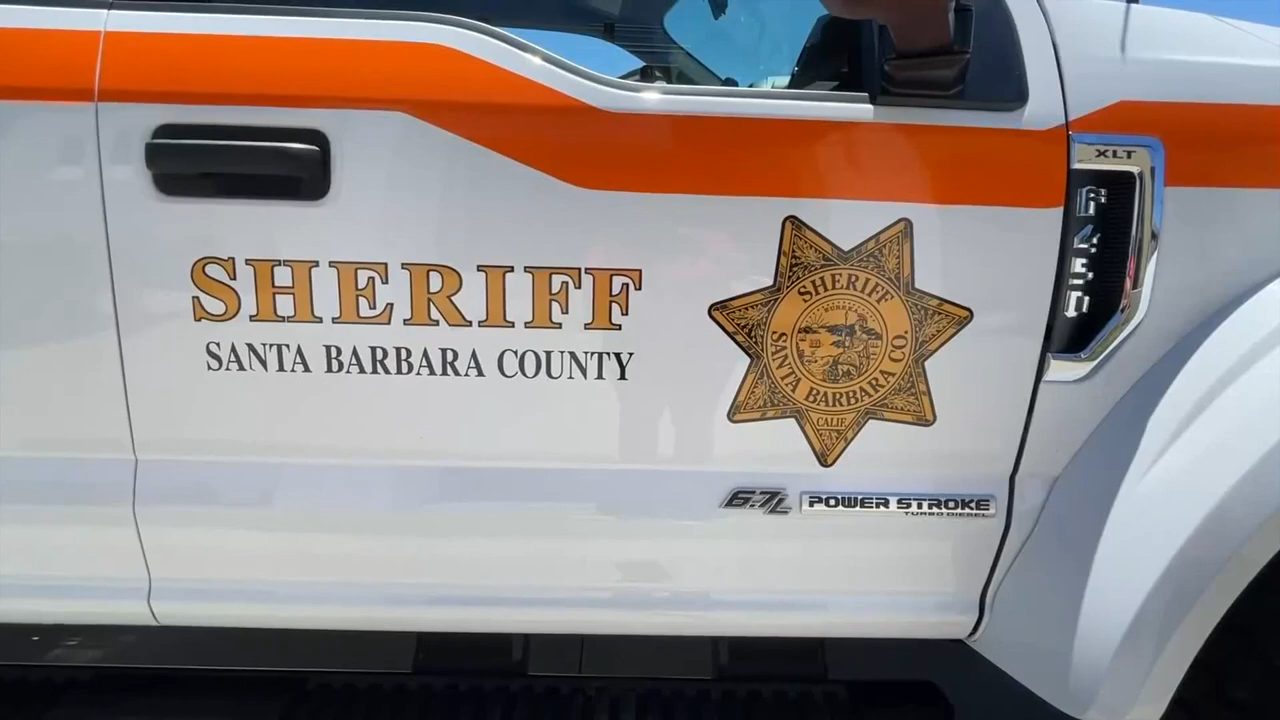 XLT
SHERIFF
SANTA BARBARA COUNTY
SHERIFF
SANTA BARBARA CO.
CALIF.
6.7L POWER STROKE
TURBO DIESEL